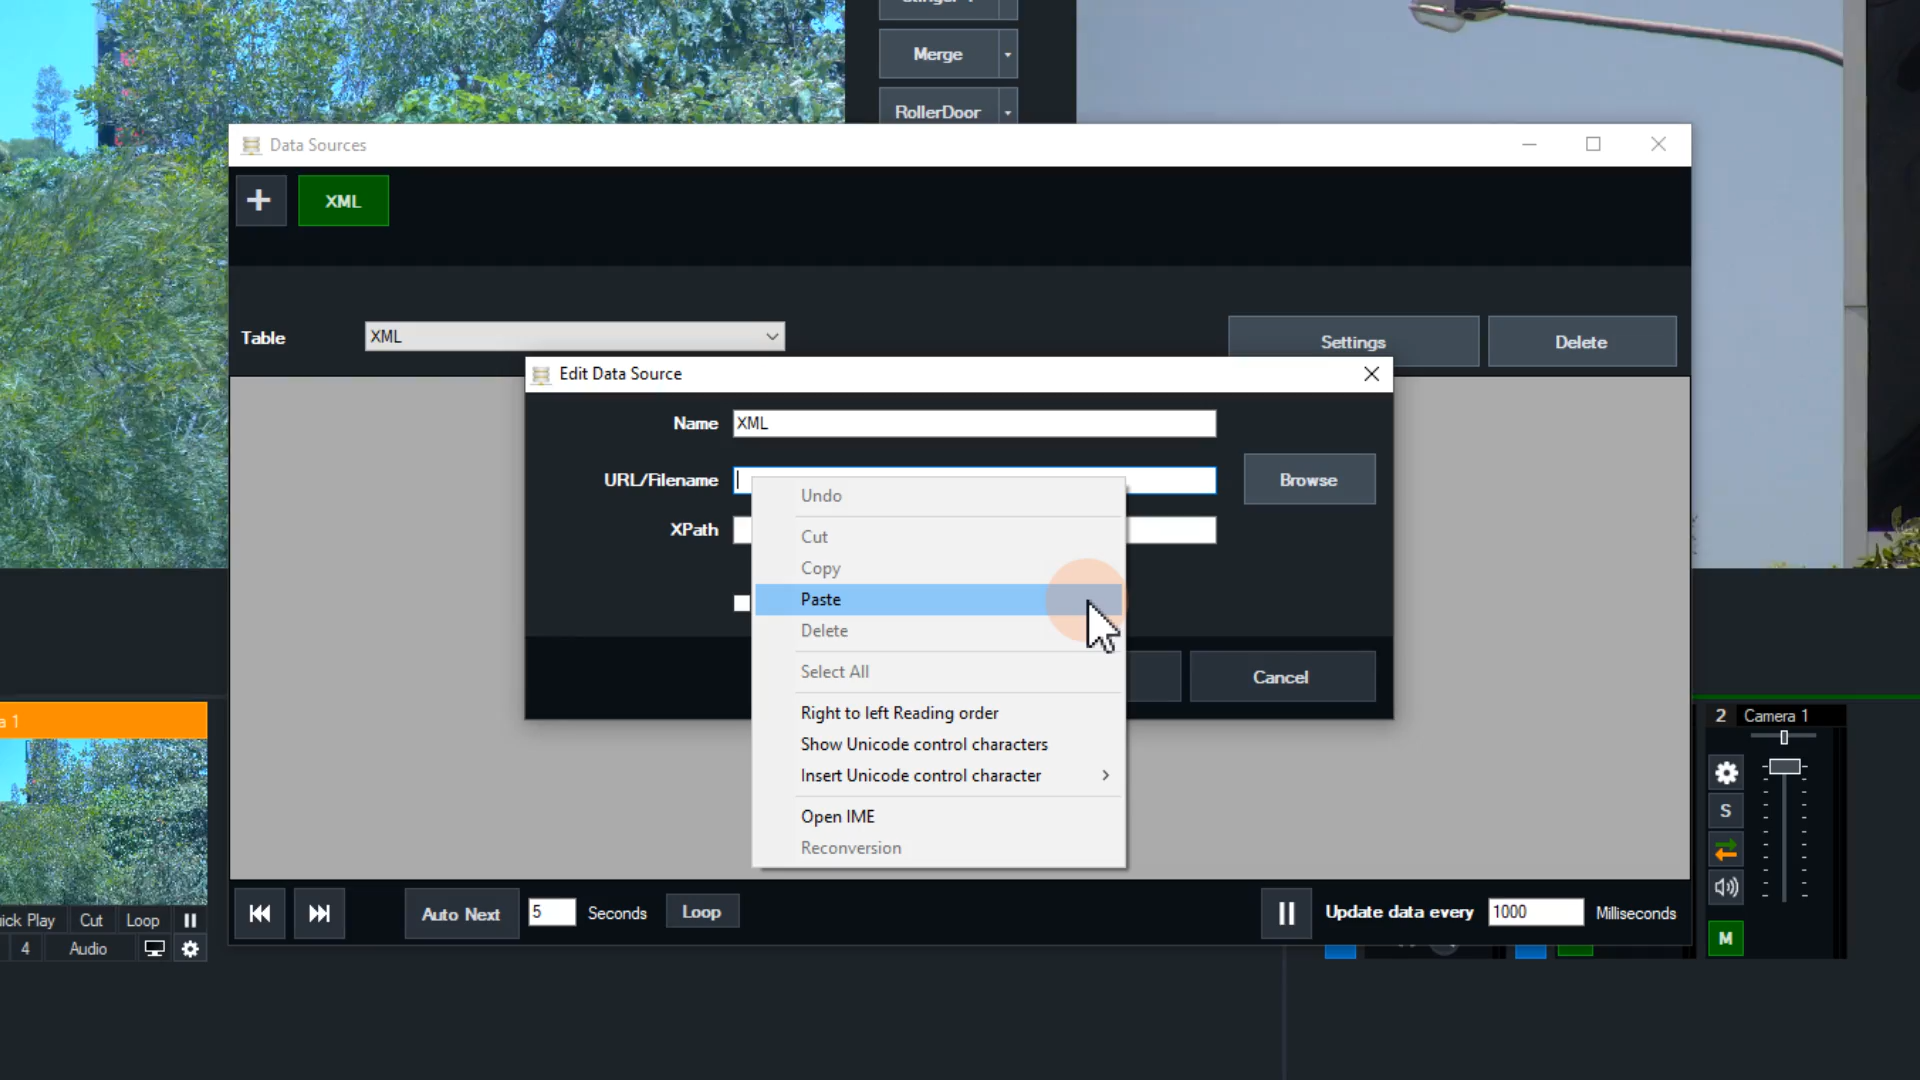 Merge
RollerDoor
Data Sources
XML
Table
XML
Settings
Delete
Edit Data Source
Name
XML
URL/Filename
Browse
XPath
Undo
Cut
Copy
Paste
Delete
Select All
Cancel
Right to left Reading order
Show Unicode control characters
Insert Unicode control character
Open IME
Reconversion
a 1
2 Camera 1
S
Auto Next
5
Seconds
Loop
Update data every
1000
Milliseconds
ick Play
Cut
Loop
4
Audio
M